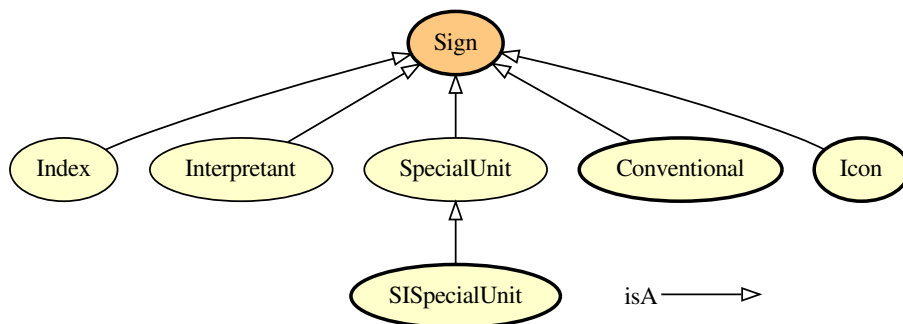 Sign
Index
Interpretant
SpecialUnit
Conventional
Icon
SISpecialUnit
isA